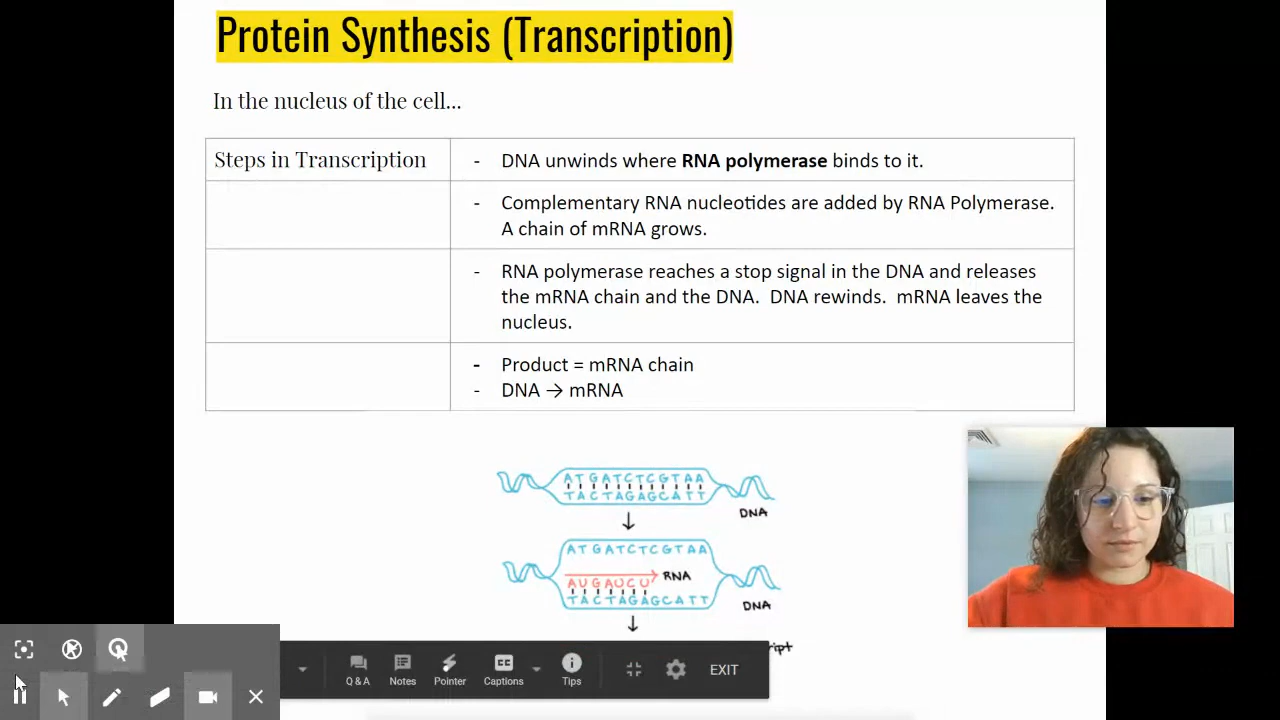 Protein Synthesis (Transcription)
In the nucleus of the cell...
Steps in Transcription
- DNA unwinds where RNA polymerase binds to it.
- Complementary RNA nucleotides are added by RNA Polymerase.
A chain of mRNA grows.
- RNA polymerase reaches a stop signal in the DNA and releases
the mRNA chain and the DNA. DNA rewinds. mRNA leaves the
nucleus.
- Product = mRNA chain
- DNA → mRNA
ATGATCTCGTAA
TACTAGAGCATT
DNA
ATGATCTCGTAA
AUGAUCU RNA
TACTAGAGCATT
DNA
Q & A Notes Pointer CC Captions Tips EXIT